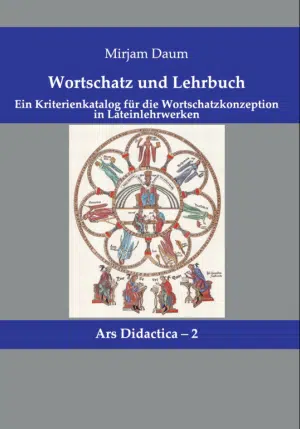 Mirjam Daum
Wortschatz und Lehrbuch
Ein Kriterienkatalog für die Wortschatzkonzeption
in Lateinlehrwerken
Ars Didactica – 2